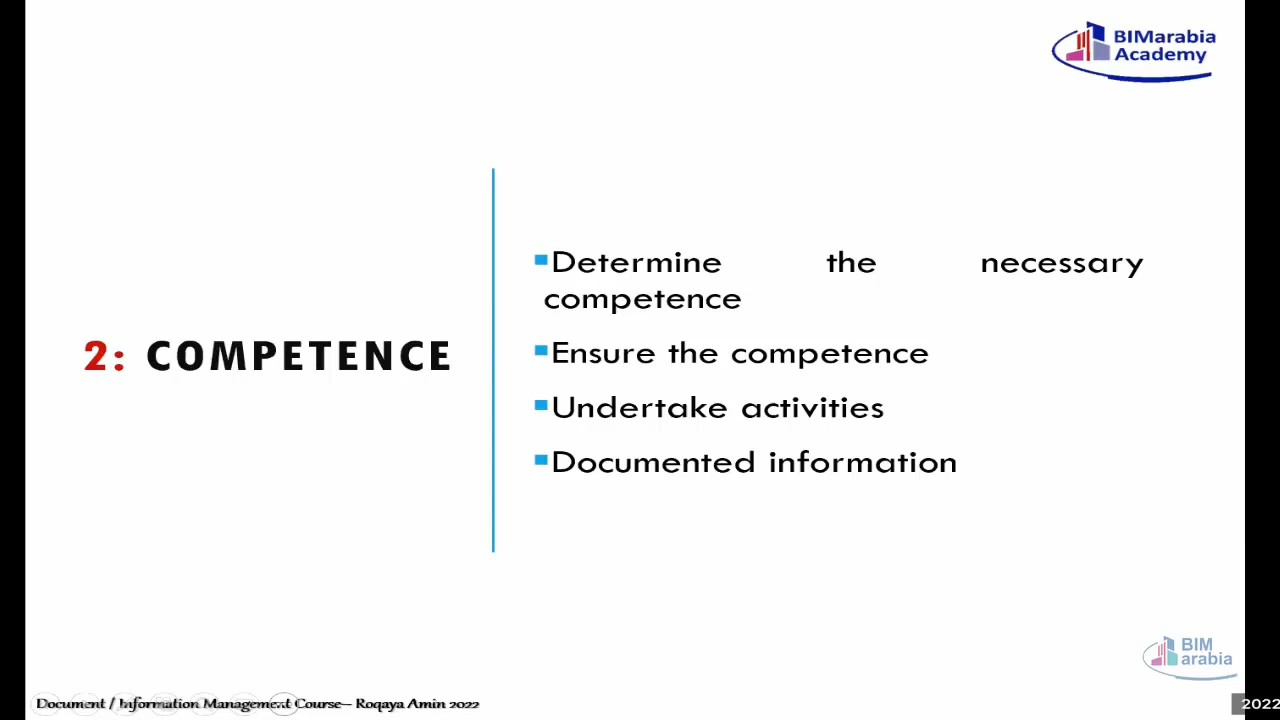 BIMarabia
Academy
2: COMPETENCE
Determine the necessary
competence
Ensure the competence
Undertake activities
Documented information
BIM
arabia
Document / Information Management Course– Roqaya Amin 2022
2022